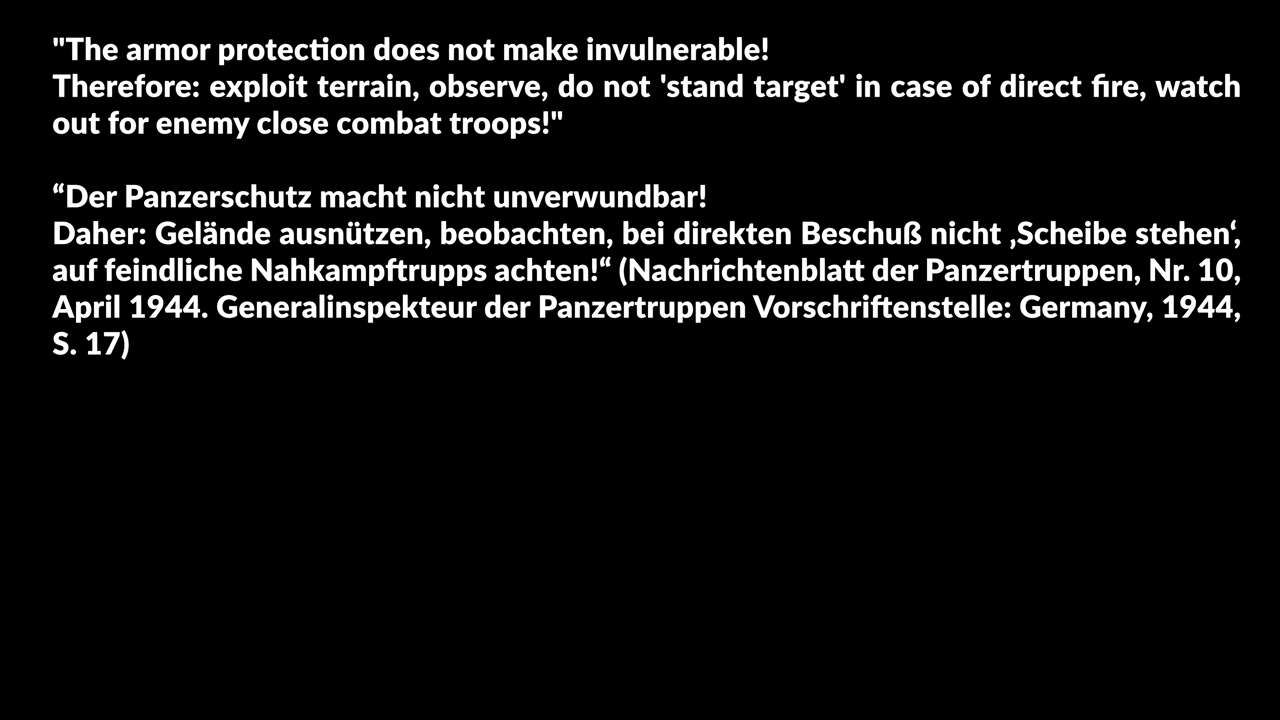 "The armor protection does not make invulnerable!
Therefore: exploit terrain, observe, do not 'stand target' in case of direct fire, watch
out for enemy close combat troops!"
“Der Panzerschutz macht nicht unverwundbar!
Daher: Gelände ausnützen, beobachten, bei direkten Beschuß nicht ‚Scheibe stehen‘,
auf feindliche Nahkampftrupps achten!“ (Nachrichtenblatt der Panzertruppen, Nr. 10,
April 1944. Generalinspekteur der Panzertruppen Vorschriftenstelle: Germany, 1944,
S. 17)